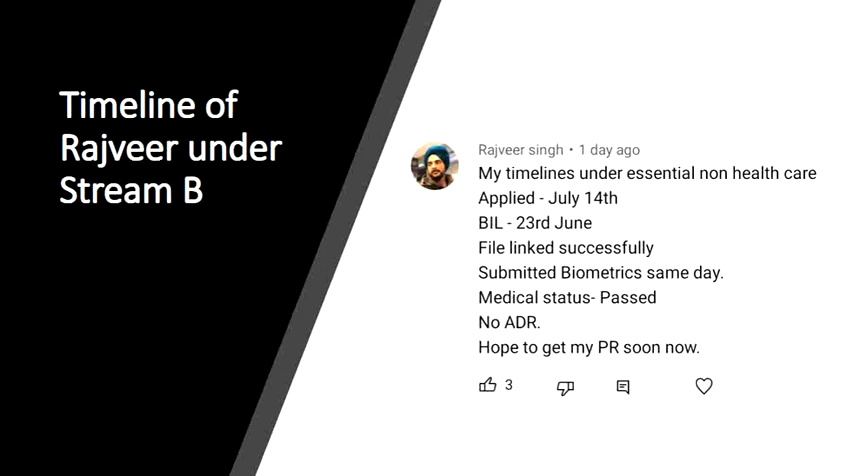 Timeline of
Rajveer under
Stream B
Rajveer singh • 1 day ago
My timelines under essential non health care
Applied - July 14th
BIL - 23rd June
File linked successfully
Submitted Biometrics same day.
Medical status- Passed
No ADR.
Hope to get my PR soon now.
3